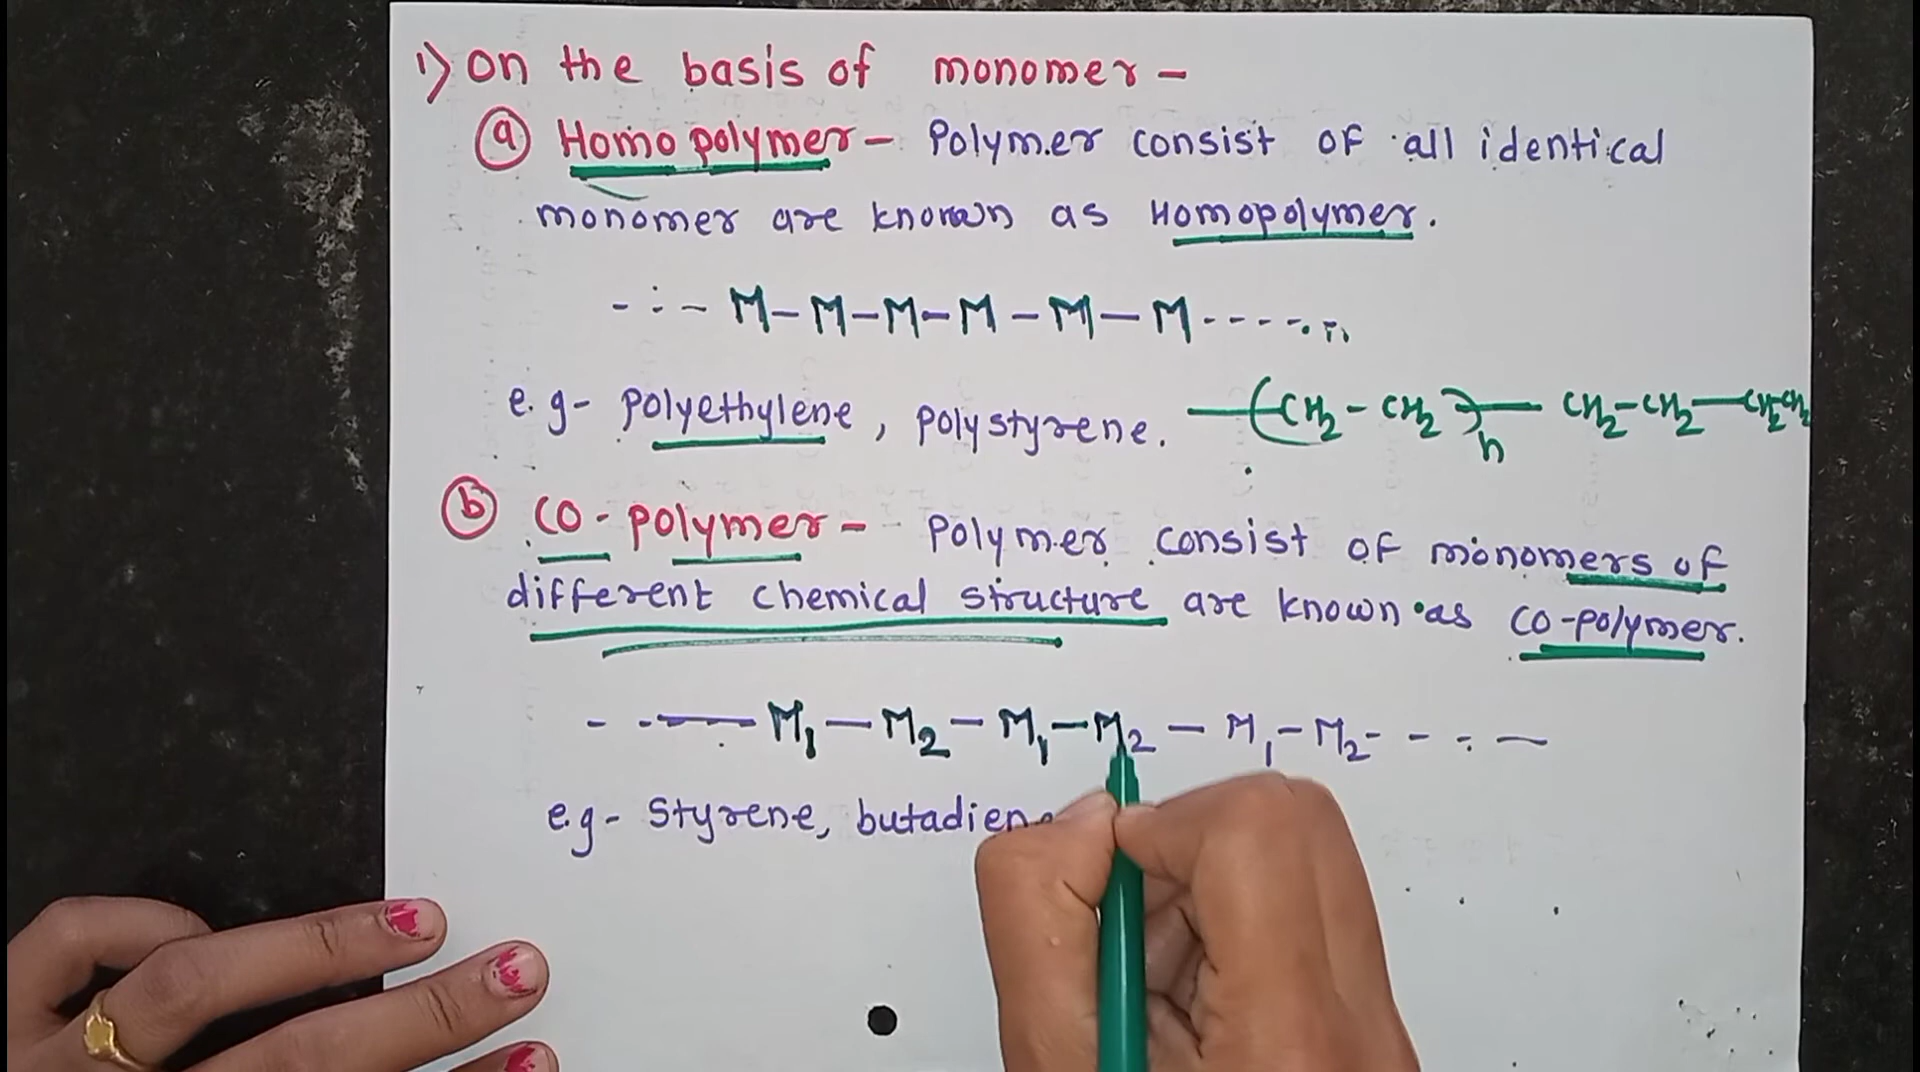 1) on the basis of monomer -
(a) Homopolymer - Polymer consist of all identical
monomer are known as Homopolymer.
- - - M-M-M-M-M-M- - - - - n
e.g- polyethylene, polystyrene. -(CH2-CH2)n- CH2-CH2-CH2CH2
(b) co-polymer - Polymer consist of monomers of
different chemical structure are known as co-polymer.
- - - M1-M2-M1-M2-M1-M2- - - -
e.g- Styrene, butadiene